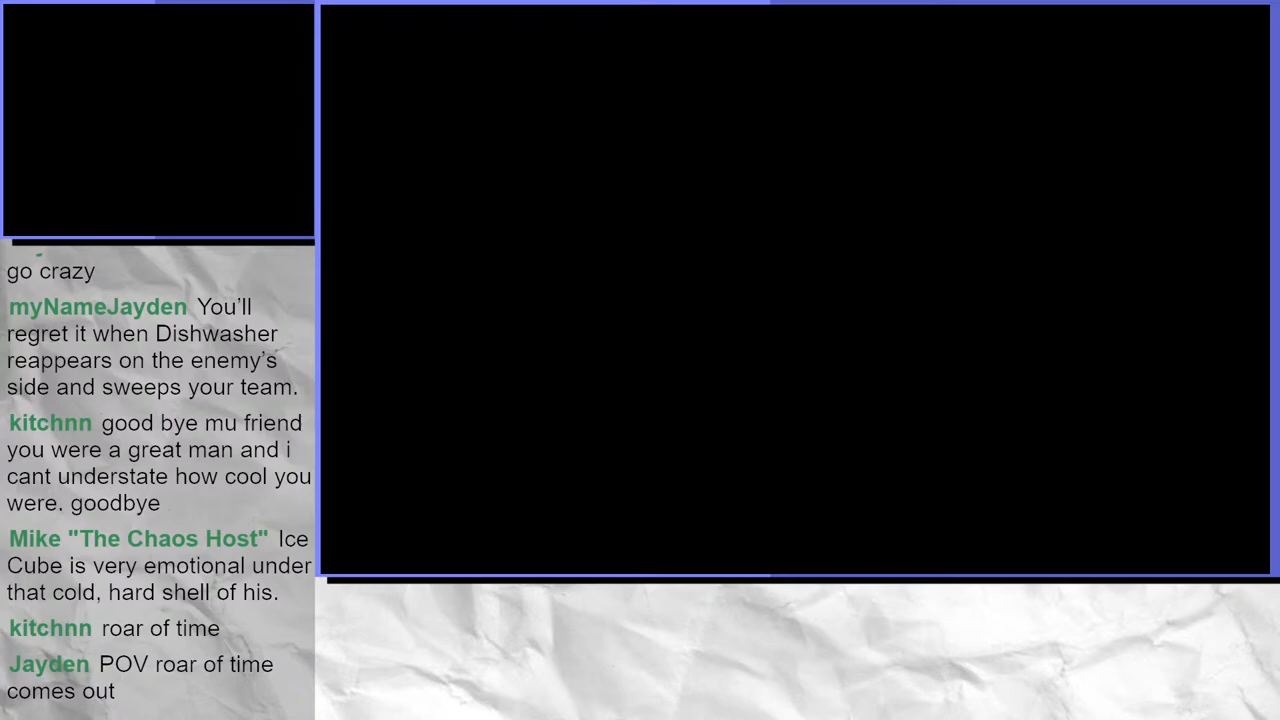 go crazy
myNameJayden You’ll
regret it when Dishwasher
reappears on the enemy’s
side and sweeps your team.
kitchnn good bye mu friend
you were a great man and i
cant understate how cool you
were. goodbye
Mike "The Chaos Host" Ice
Cube is very emotional under
that cold, hard shell of his.
kitchnn roar of time
Jayden POV roar of time
comes out